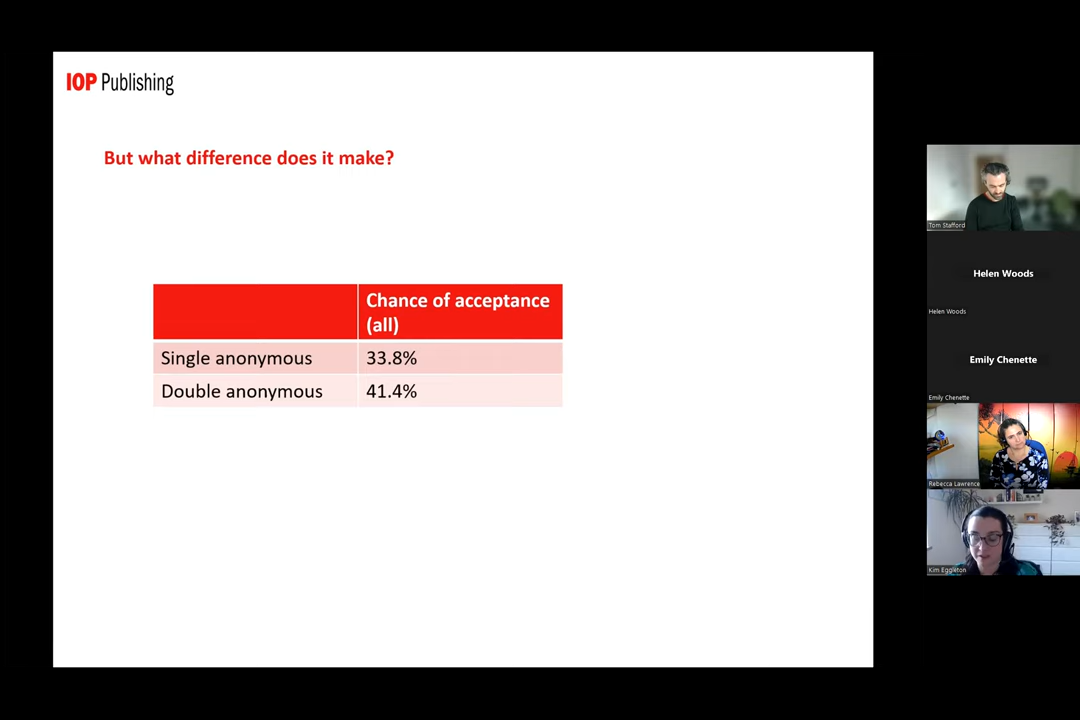 IOP Publishing
But what difference does it make?
Chance of acceptance
(all)
Single anonymous 33.8%
Double anonymous 41.4%
Tom Stafford
Helen Woods
Helen Woods
Emily Chenette
Emily Chenette
Rebecca Lawrence
Kim Eggleton